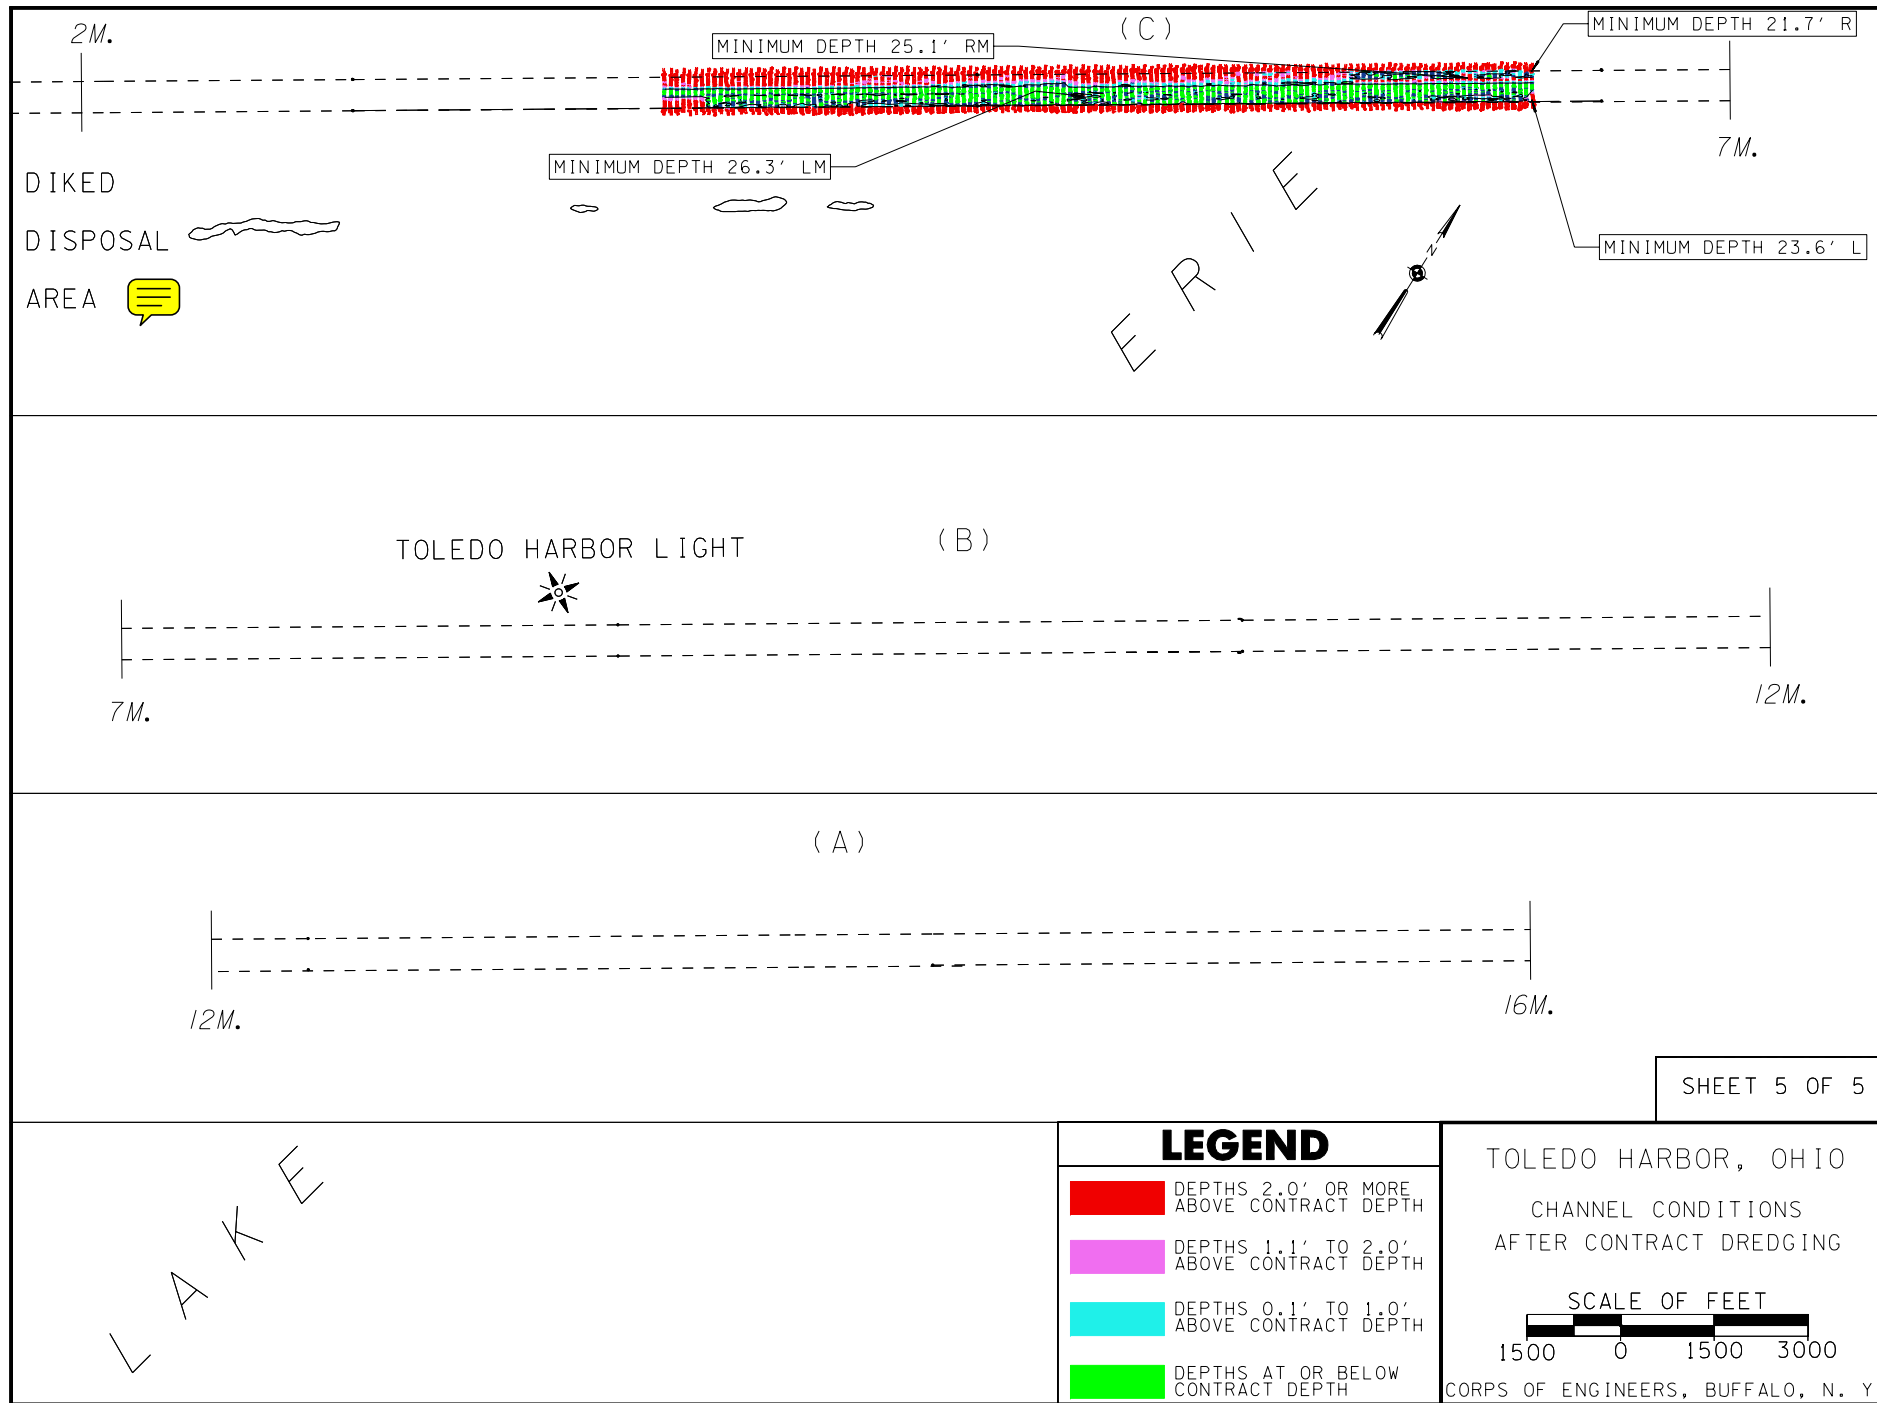 2M.
(C)
MINIMUM DEPTH 21.7' R
MINIMUM DEPTH 25.1' RM
7M.
MINIMUM DEPTH 26.3' LM
DIKED
DISPOSAL
AREA
MINIMUM DEPTH 23.6' L
N
ERIE
(B)
TOLEDO HARBOR LIGHT
7M.
12M.
(A)
12M.
16M.
SHEET 5 OF 5
LAKE
LEGEND
DEPTHS 2.0' OR MORE
ABOVE CONTRACT DEPTH
DEPTHS 1.1' TO 2.0'
ABOVE CONTRACT DEPTH
DEPTHS 0.1' TO 1.0'
ABOVE CONTRACT DEPTH
DEPTHS AT OR BELOW
CONTRACT DEPTH
TOLEDO HARBOR, OHIO
CHANNEL CONDITIONS
AFTER CONTRACT DREDGING
SCALE OF FEET
1500 0 1500 3000
CORPS OF ENGINEERS, BUFFALO, N. Y